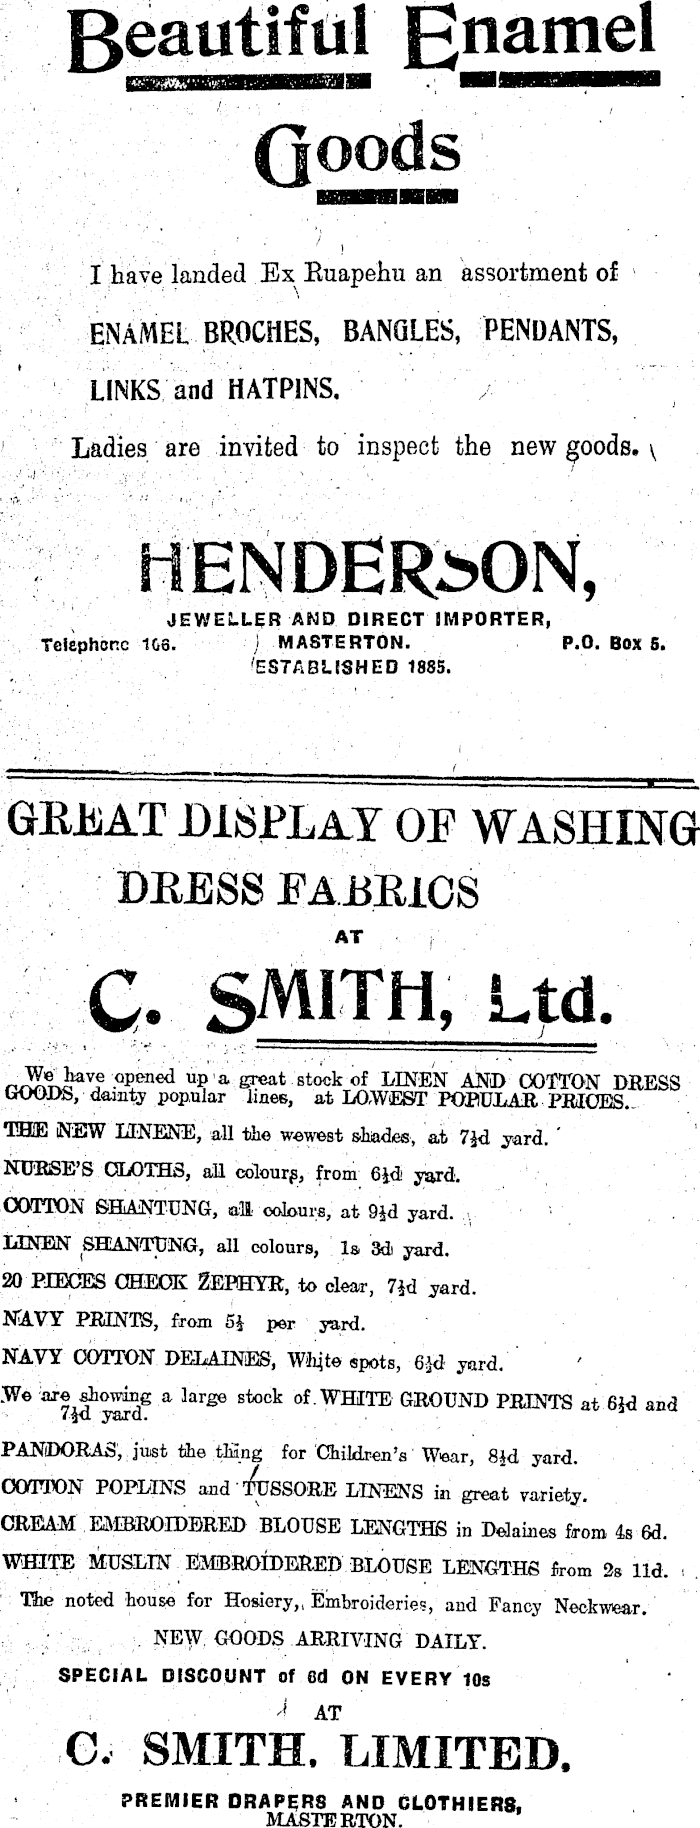 Beautiful Enamel
Goods
I have landed Ex Ruapehu an assortment of
ENAMEL BROCHES, BANGLES, PENDANTS,
LINKS and HATPINS.
Ladies are invited to inspect the new goods.
HENDERSON,
JEWELLER AND DIRECT IMPORTER,
Telephone 106. MASTERTON. P.O. Box 5.
ESTABLISHED 1885.
GREAT DISPLAY OF WASHING
DRESS FABRICS
AT
C. SMITH, Ltd.
We have opened up a great stock of LINEN AND COTTON DRESS
GOODS, dainty popular lines, at LOWEST POPULAR PRICES.
THE NEW LINENE, all the wewest shades, at 7½d yard.
NURSE'S CLOTHS, all colours, from 6½d yard.
COTTON SHANTUNG, all colours, at 9½d yard.
LINEN SHANTUNG, all colours, 1s 3d yard.
20 PIECES CHECK ZEPHYR, to clear, 7½d yard.
NAVY PRINTS, from 5½ per yard.
NAVY COTTON DELAINES, White spots, 6½d yard.
We are showing a large stock of WHITE GROUND PRINTS at 6½d and
7½d yard.
PANDORAS, just the thing for Children's Wear, 8½d yard.
COTTON POPLINS and TUSSORE LINENS in great variety.
CREAM EMBROIDERED BLOUSE LENGTHS in Delaines from 4s 6d.
WHITE MUSLIN EMBROIDERED BLOUSE LENGTHS from 2s 11d.
The noted house for Hosiery, Embroideries, and Fancy Neckwear.
NEW GOODS ARRIVING DAILY.
SPECIAL DISCOUNT of 6d ON EVERY 10s
AT
C. SMITH. LIMITED.
PREMIER DRAPERS AND CLOTHIERS,
MASTERTON.